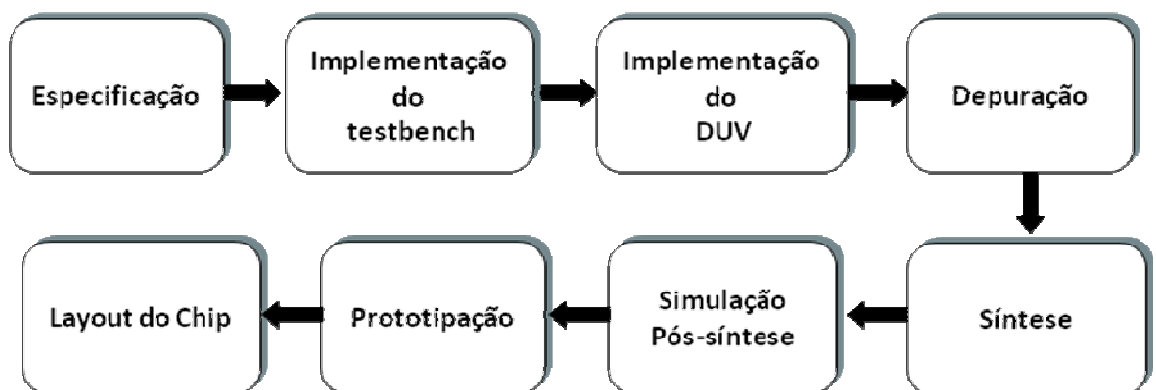 Especificação
Implementação
do
testbench
Implementação
do
DUV
Depuração
Síntese
Simulação
Pós-síntese
Prototipação
Layout do Chip